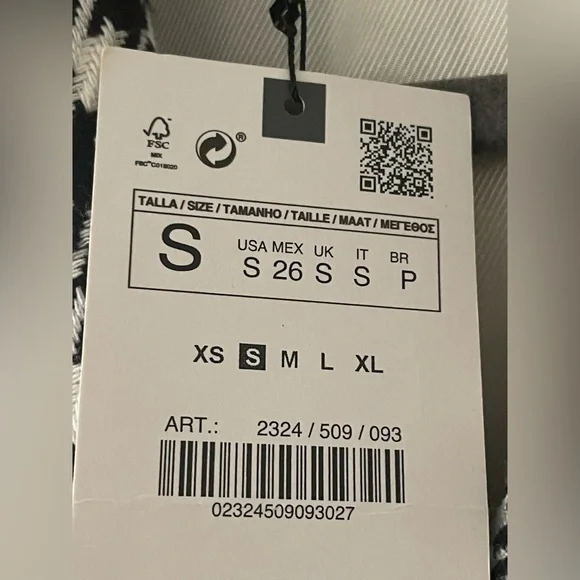 FSC
MIX
FSC™ C018020
®
TALLA / SIZE / TAMANHO / TAILLE / MAAT / ΜΕΓΕΘΟΣ
S
USA MEX UK IT BR
S 26 S S P
XS S M L XL
ART.: 2324 / 509 / 093
02324509093027